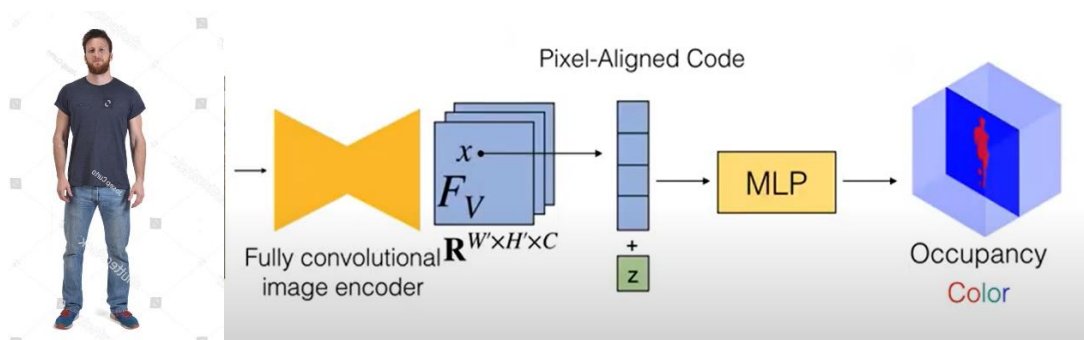 Pixel-Aligned Code
x
F_V
R^{W'×H'×C}
Fully convolutional
image encoder
+
z
MLP
Occupancy
Color